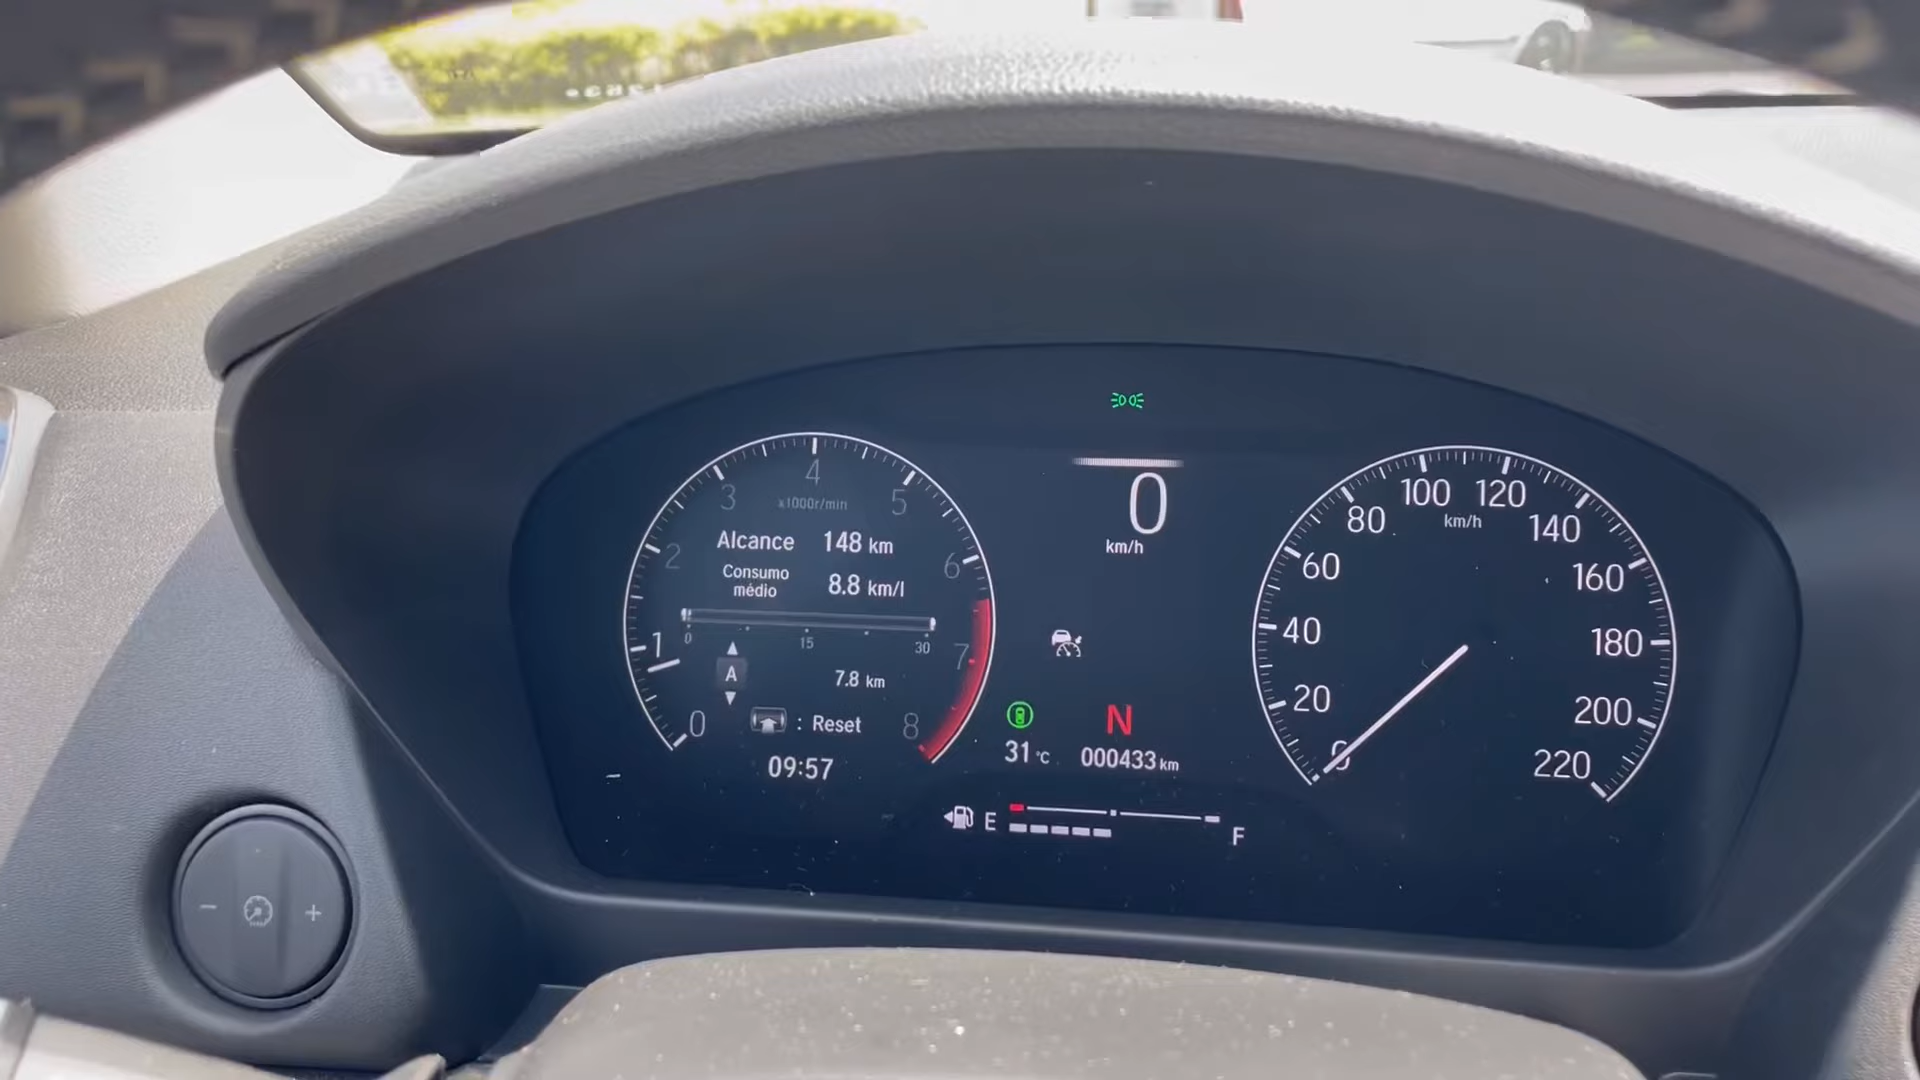 4
3 5
x1000r/min
2 6
1 7
0 8
Alcance 148 km
Consumo
médio 8.8 km/l
0 15 30
A 7.8 km
: Reset
09:57
0
km/h
N
31 °C 000433 km
E F
100 120
80 km/h 140
60 160
40 180
20 200
0 220
- +